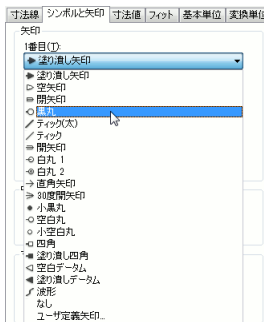 寸法線 シンボルと矢印 寸法値 フィット 基本単位 変換単位
矢印
1番目(T):
塗り潰し矢印
塗り潰し矢印
空矢印
開矢印
黒丸
ティック(太)
ティック
開矢印
白丸 1
白丸 2
直角矢印
30度開矢印
小黒丸
空白丸
小空白丸
四角
塗り潰し四角
空白データム
塗り潰しデータム
波形
なし
ユーザ定義矢印...